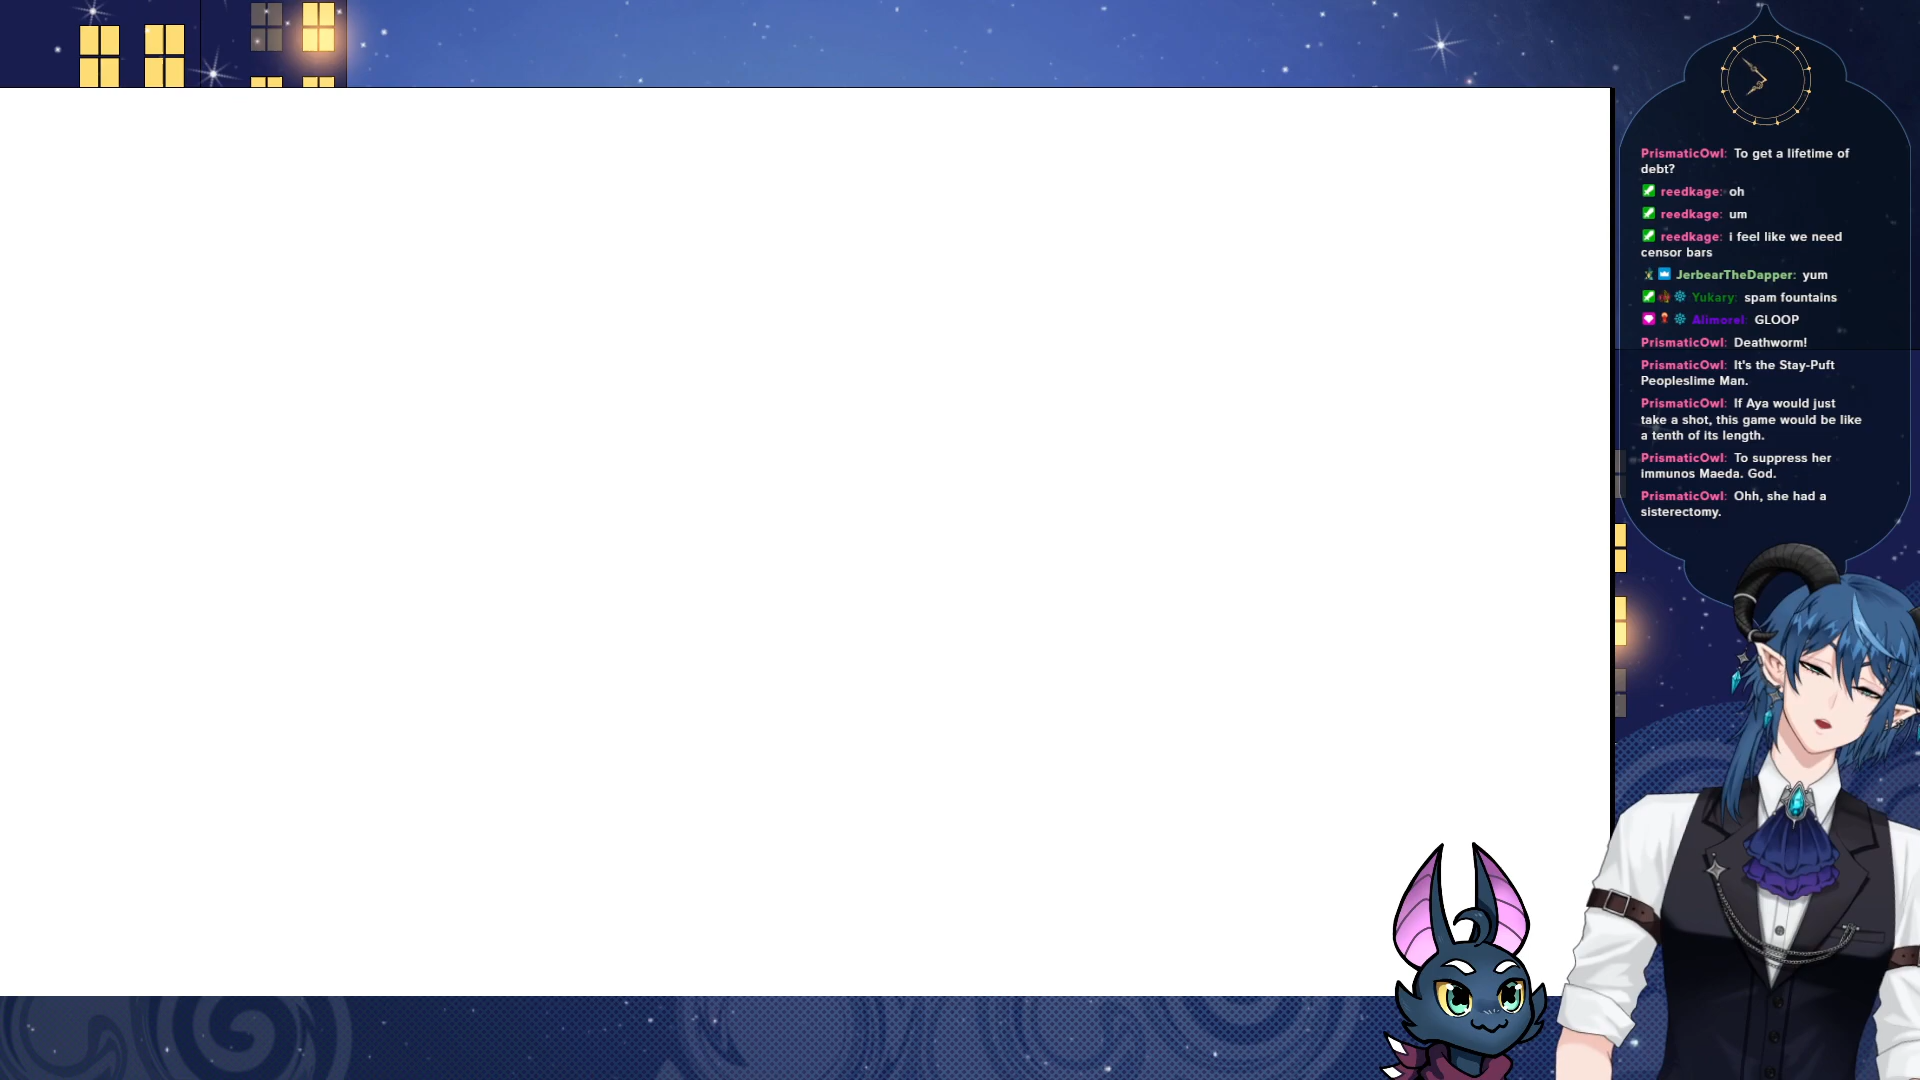 PrismaticOwl: To get a lifetime of
debt?
reedkage: oh
reedkage: um
reedkage: i feel like we need
censor bars
JerbearTheDapper: yum
Yukary: spam fountains
Alimorel: GLOOP
PrismaticOwl: Deathworm!
PrismaticOwl: It's the Stay-Puft
Peopleslime Man.
PrismaticOwl: If Aya would just
take a shot, this game would be like
a tenth of its length.
PrismaticOwl: To suppress her
immunos Maeda. God.
PrismaticOwl: Ohh, she had a
sisterectomy.